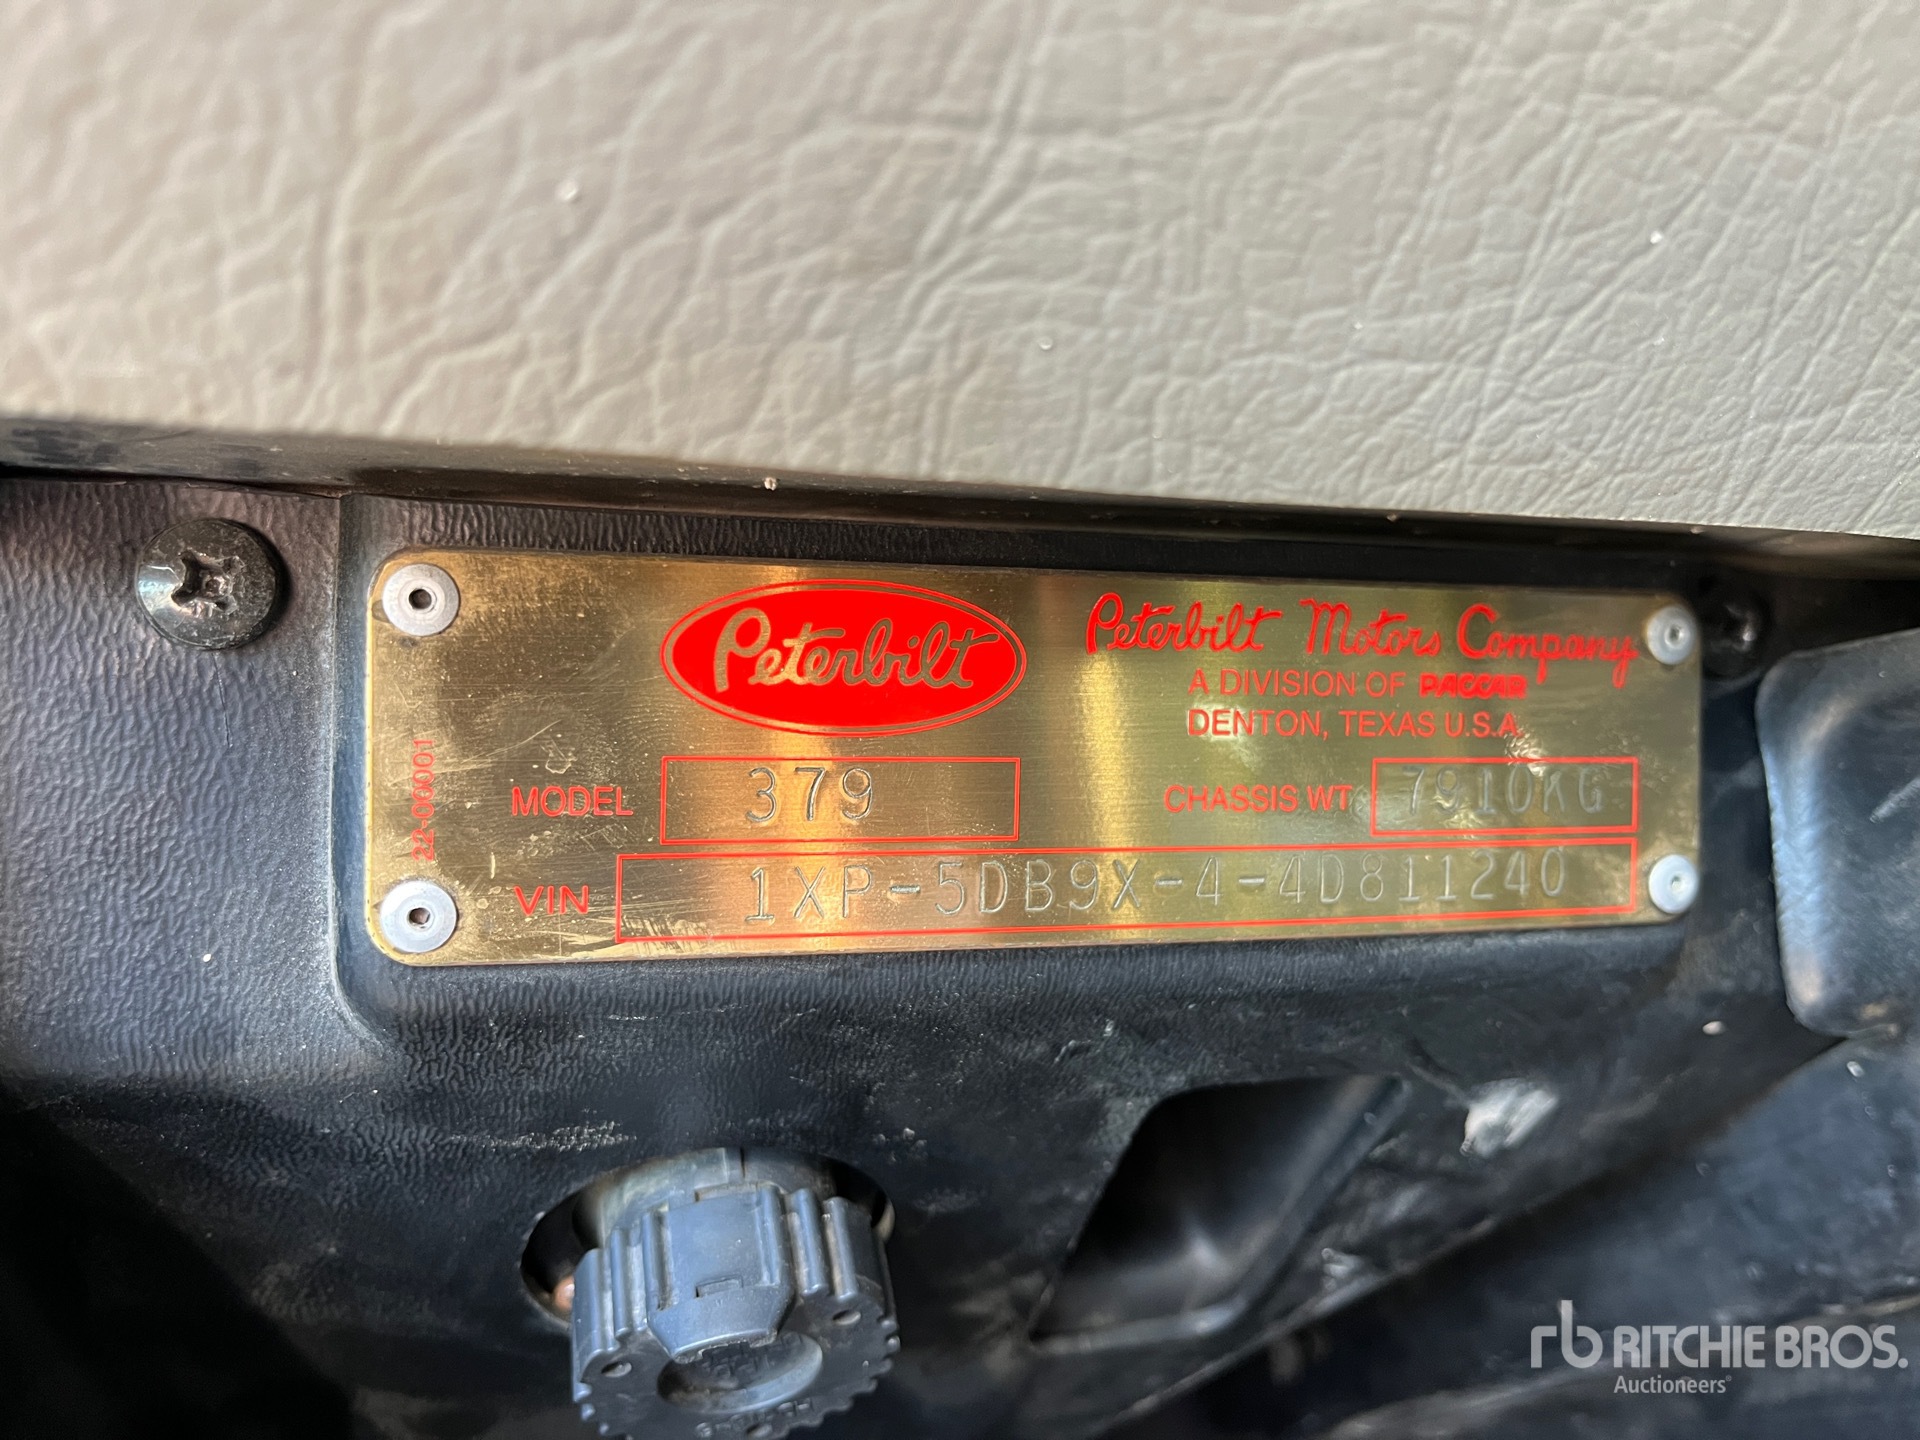 Peterbilt
Peterbilt Motors Company
A DIVISION OF PACCAR
DENTON, TEXAS U.S.A.
22-00001
MODEL 379
CHASSIS WT 7910KG
VIN 1XP-5DB9X-4-4D811240
rb RITCHIE BROS.
Auctioneers